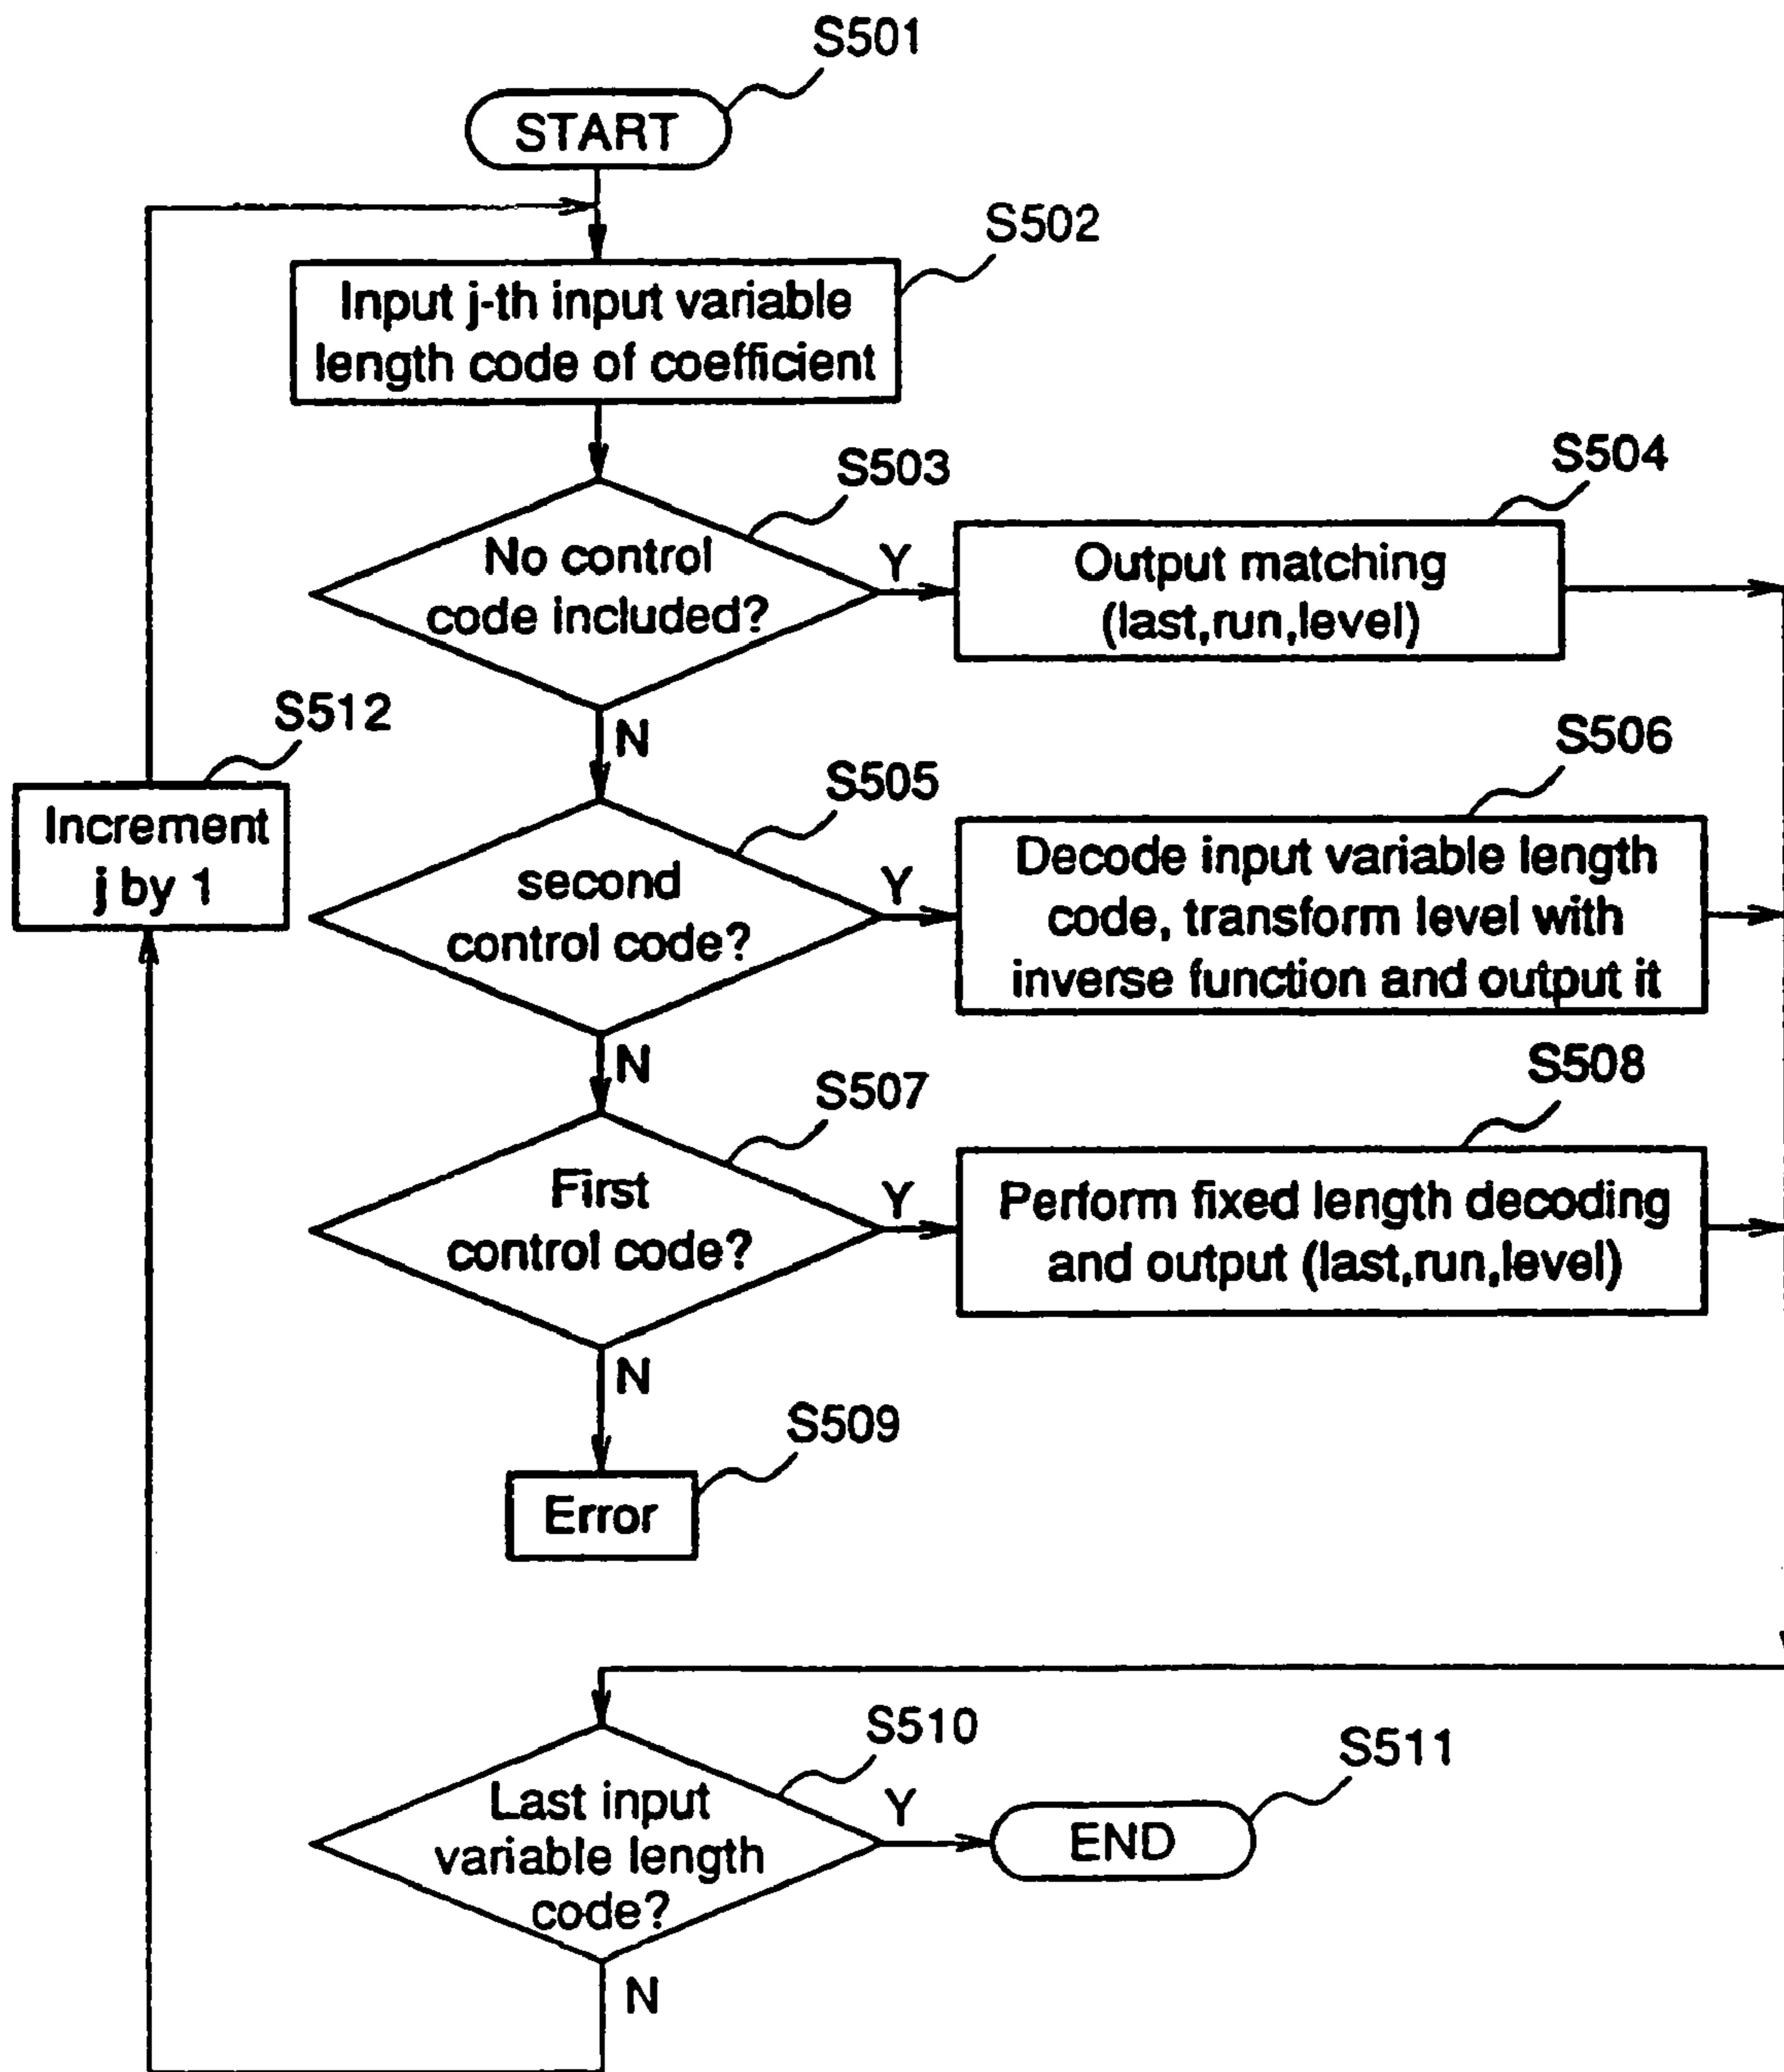 S501
START
S502
Input j-th input variable
length code of coefficient
S503
No control
code included?
Y
N
S504
Output matching
(last,run,level)
S512
Increment
j by 1
S505
second
control code?
Y
N
S506
Decode input variable length
code, transform level with
inverse function and output it
S507
First
control code?
Y
N
S508
Perform fixed length decoding
and output (last,run,level)
S509
Error
S510
Last input
variable length
code?
Y
N
S511
END